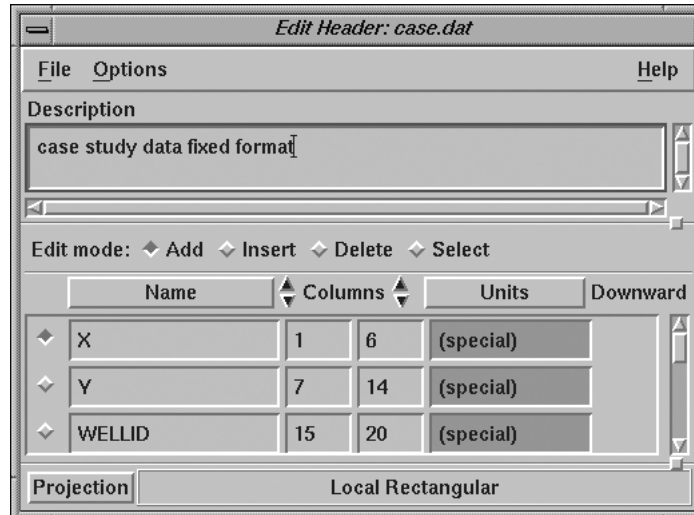 Edit Header: case.dat
File Options Help
Description
case study data fixed format
Edit mode: Add Insert Delete Select
Name Columns Units Downward
X 1 6 (special)
Y 7 14 (special)
WELLID 15 20 (special)
Projection Local Rectangular